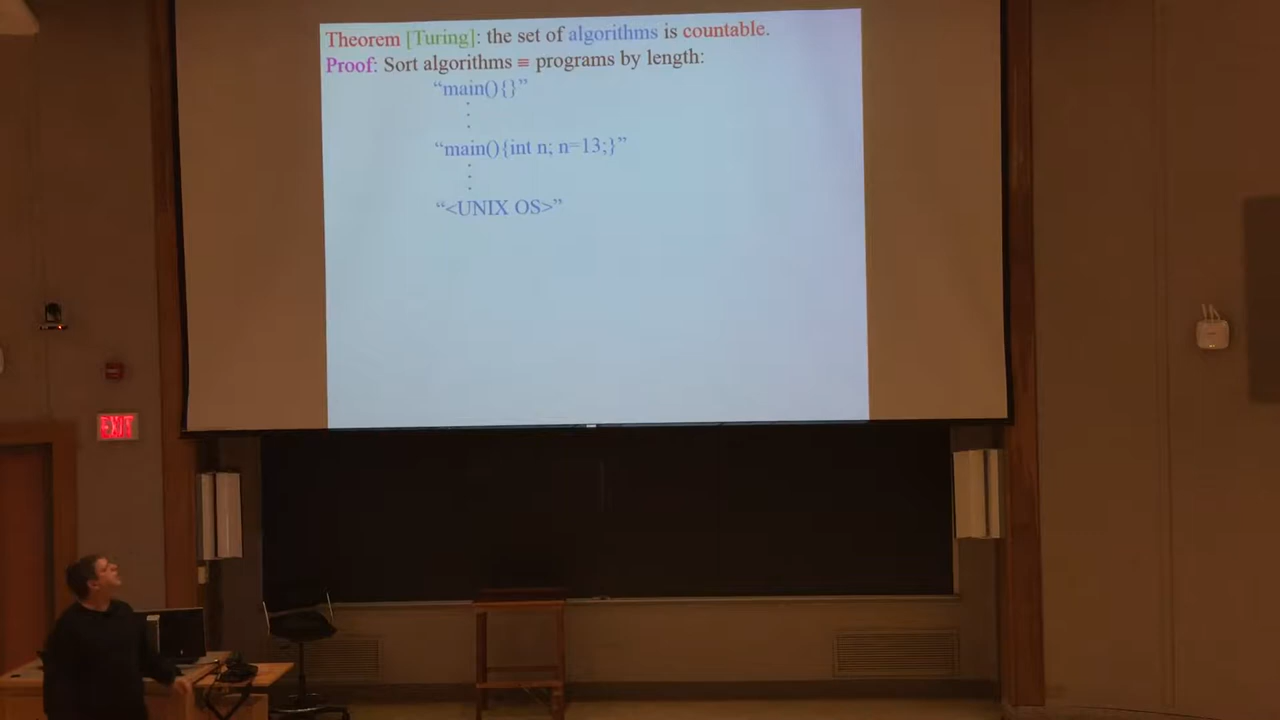 Theorem [Turing]: the set of algorithms is countable.
Proof: Sort algorithms ≡ programs by length:
“main(){}”
“main(){int n; n=13;}”
“<UNIX OS>”
EXIT